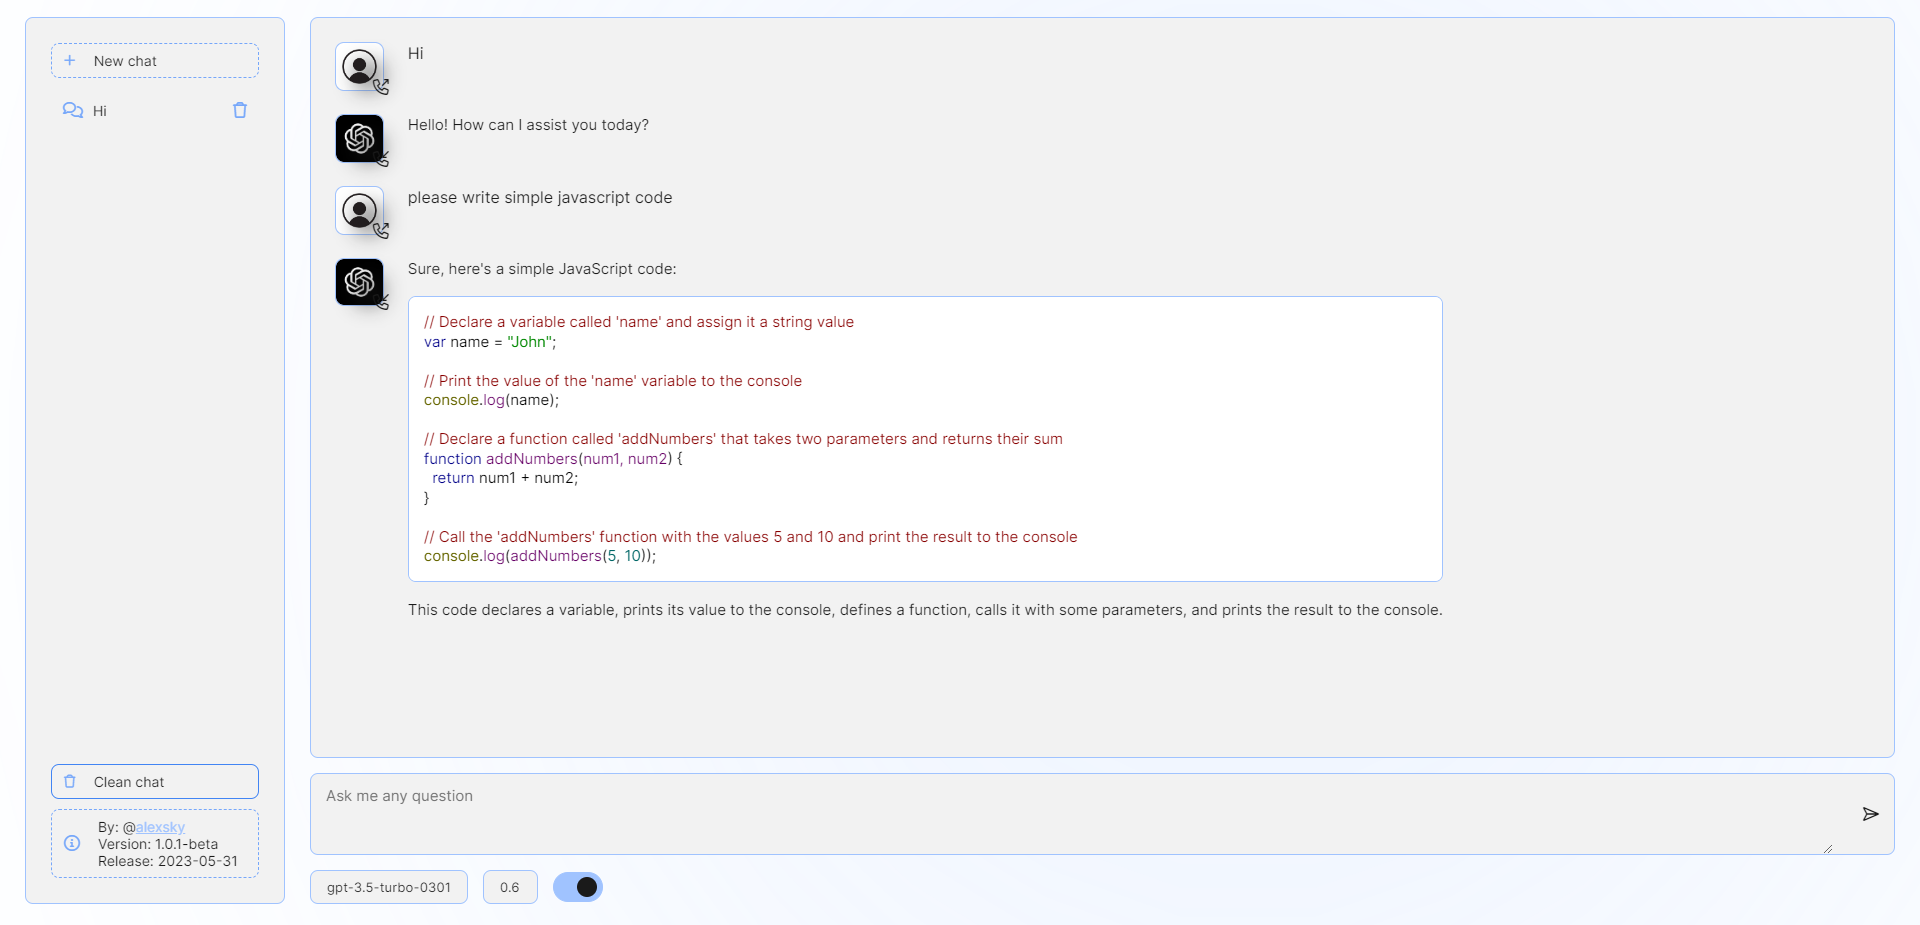 New chat
Hi
Clean chat
By: @alexsky
Version: 1.0.1-beta
Release: 2023-05-31
Hi
Hello! How can I assist you today?
please write simple javascript code
Sure, here's a simple JavaScript code:
// Declare a variable called 'name' and assign it a string value
var name = "John";
// Print the value of the 'name' variable to the console
console.log(name);
// Declare a function called 'addNumbers' that takes two parameters and returns their sum
function addNumbers(num1, num2) {
  return num1 + num2;
}
// Call the 'addNumbers' function with the values 5 and 10 and print the result to the console
console.log(addNumbers(5, 10));
This code declares a variable, prints its value to the console, defines a function, calls it with some parameters, and prints the result to the console.
Ask me any question
gpt-3.5-turbo-0301
0.6